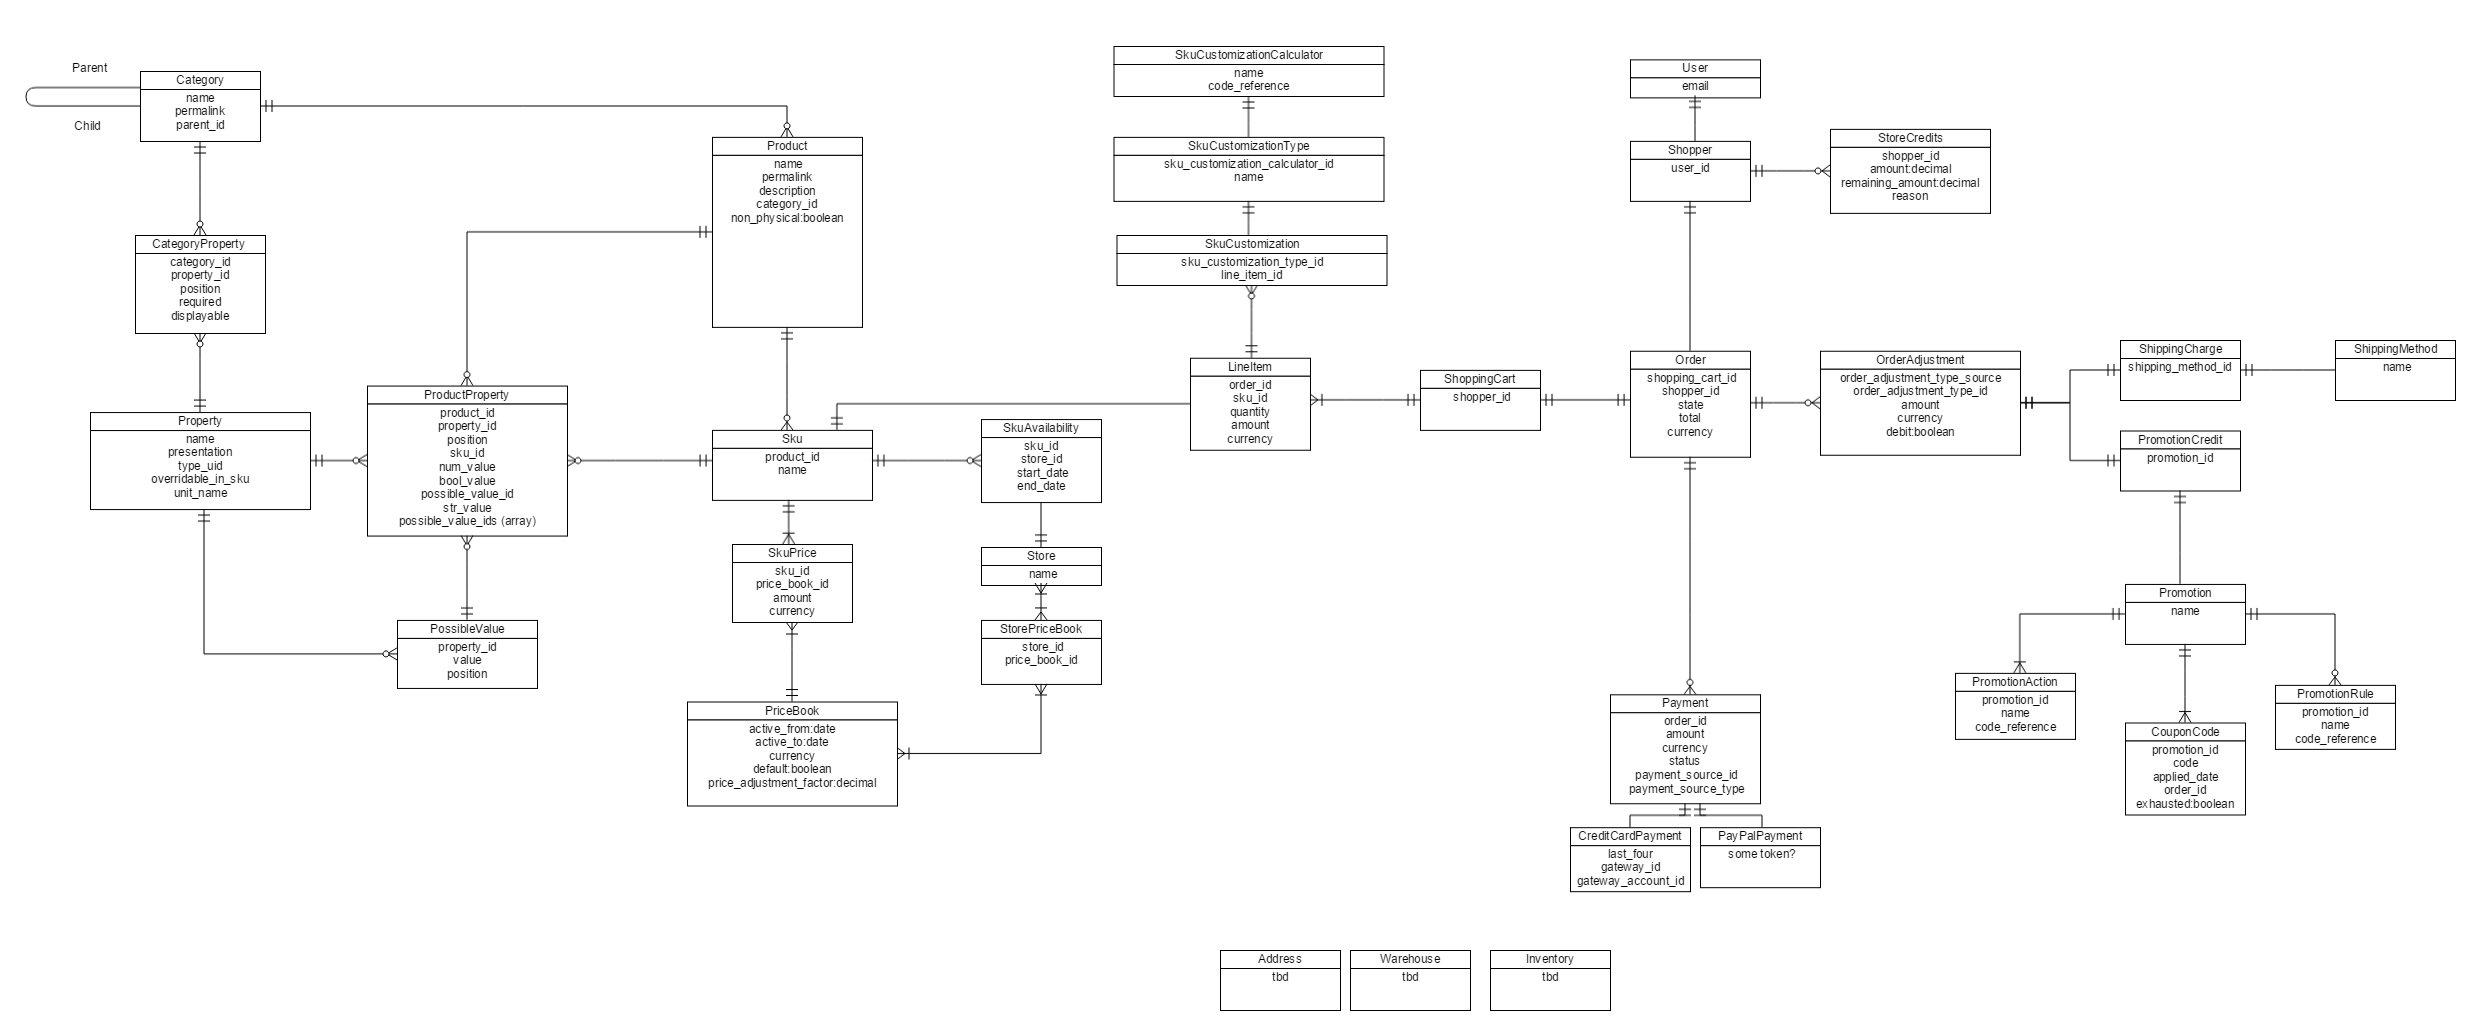 Parent
Child
Category
name
permalink
parent_id
CategoryProperty
category_id
property_id
position
required
displayable
Property
name
presentation
type_uid
overridable_in_sku
unit_name
ProductProperty
product_id
property_id
position
sku_id
num_value
bool_value
possible_value_id
str_value
possible_value_ids (array)
PossibleValue
property_id
value
position
Product
name
permalink
description
category_id
non_physical:boolean
Sku
product_id
name
SkuPrice
sku_id
price_book_id
amount
currency
PriceBook
active_from:date
active_to:date
currency
default:boolean
price_adjustment_factor:decimal
SkuAvailability
sku_id
store_id
start_date
end_date
Store
name
StorePriceBook
store_id
price_book_id
SkuCustomizationCalculator
name
code_reference
SkuCustomizationType
sku_customization_calculator_id
name
SkuCustomization
sku_customization_type_id
line_item_id
LineItem
order_id
sku_id
quantity
amount
currency
ShoppingCart
shopper_id
User
email
Shopper
user_id
StoreCredits
shopper_id
amount:decimal
remaining_amount:decimal
reason
Order
shopping_cart_id
shopper_id
state
total
currency
OrderAdjustment
order_adjustment_type_source
order_adjustment_type_id
amount
currency
debit:boolean
ShippingCharge
shipping_method_id
ShippingMethod
name
PromotionCredit
promotion_id
Promotion
name
PromotionAction
promotion_id
name
code_reference
CouponCode
promotion_id
code
applied_date
order_id
exhausted:boolean
PromotionRule
promotion_id
name
code_reference
Payment
order_id
amount
currency
status
payment_source_id
payment_source_type
CreditCardPayment
last_four
gateway_id
gateway_account_id
PayPalPayment
some token?
Address
tbd
Warehouse
tbd
Inventory
tbd